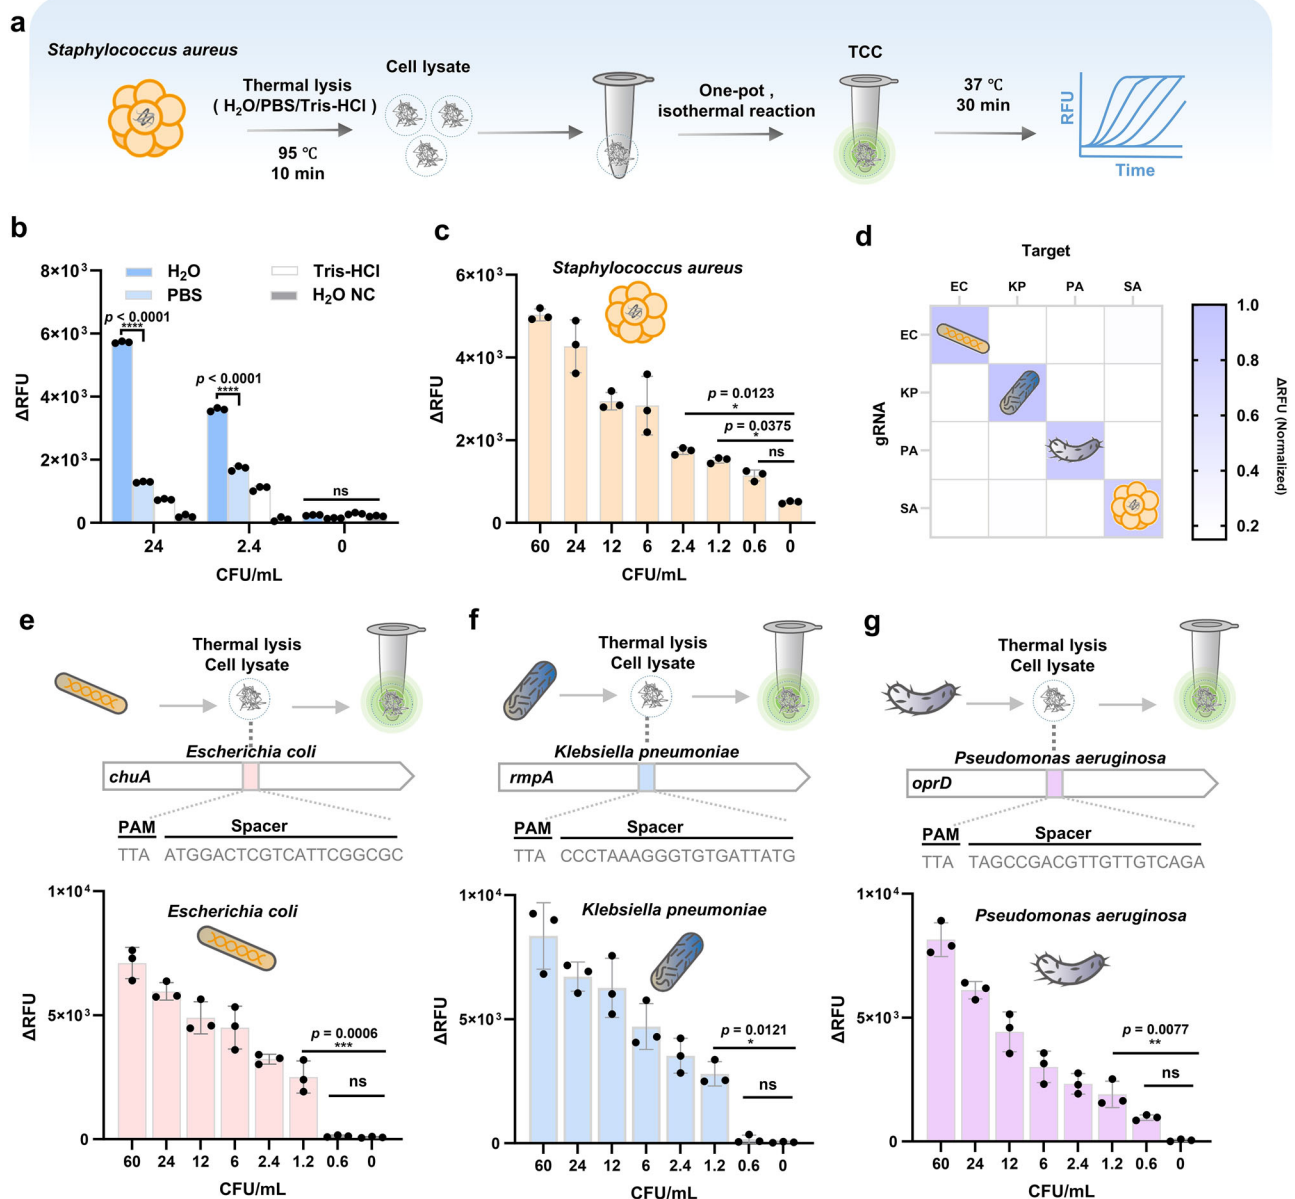 a
Staphylococcus aureus
Thermal lysis
( H₂O/PBS/Tris-HCl )
95 ℃
10 min
Cell lysate
One-pot ,
isothermal reaction
TCC
37 ℃
30 min
RFU
Time
b
H₂O
PBS
Tris-HCl
H₂O NC
8×10³
6×10³
4×10³
2×10³
0
ΔRFU
p < 0.0001
****
p < 0.0001
****
ns
24
2.4
0
CFU/mL
c
Staphylococcus aureus
6×10³
4×10³
2×10³
0
ΔRFU
p = 0.0123
*
p = 0.0375
*
ns
60 24 12 6 2.4 1.2 0.6 0
CFU/mL
d
Target
EC KP PA SA
gRNA
EC
KP
PA
SA
1.0
0.8
0.6
0.4
0.2
ΔRFU (Normalized)
e
Thermal lysis
Cell lysate
Escherichia coli
chuA
PAM Spacer
TTA ATGGACTCGTCATTCGGCGC
1×10⁴
5×10³
0
ΔRFU
Escherichia coli
p = 0.0006
***
ns
60 24 12 6 2.4 1.2 0.6 0
CFU/mL
f
Thermal lysis
Cell lysate
Klebsiella pneumoniae
rmpA
PAM Spacer
TTA CCCTAAAGGGTGTGATTATG
1×10⁴
5×10³
0
ΔRFU
Klebsiella pneumoniae
p = 0.0121
*
ns
60 24 12 6 2.4 1.2 0.6 0
CFU/mL
g
Thermal lysis
Cell lysate
Pseudomonas aeruginosa
oprD
PAM Spacer
TTA TAGCCGACGTTGTTGTCAGA
1×10⁴
5×10³
0
ΔRFU
Pseudomonas aeruginosa
p = 0.0077
**
ns
60 24 12 6 2.4 1.2 0.6 0
CFU/mL